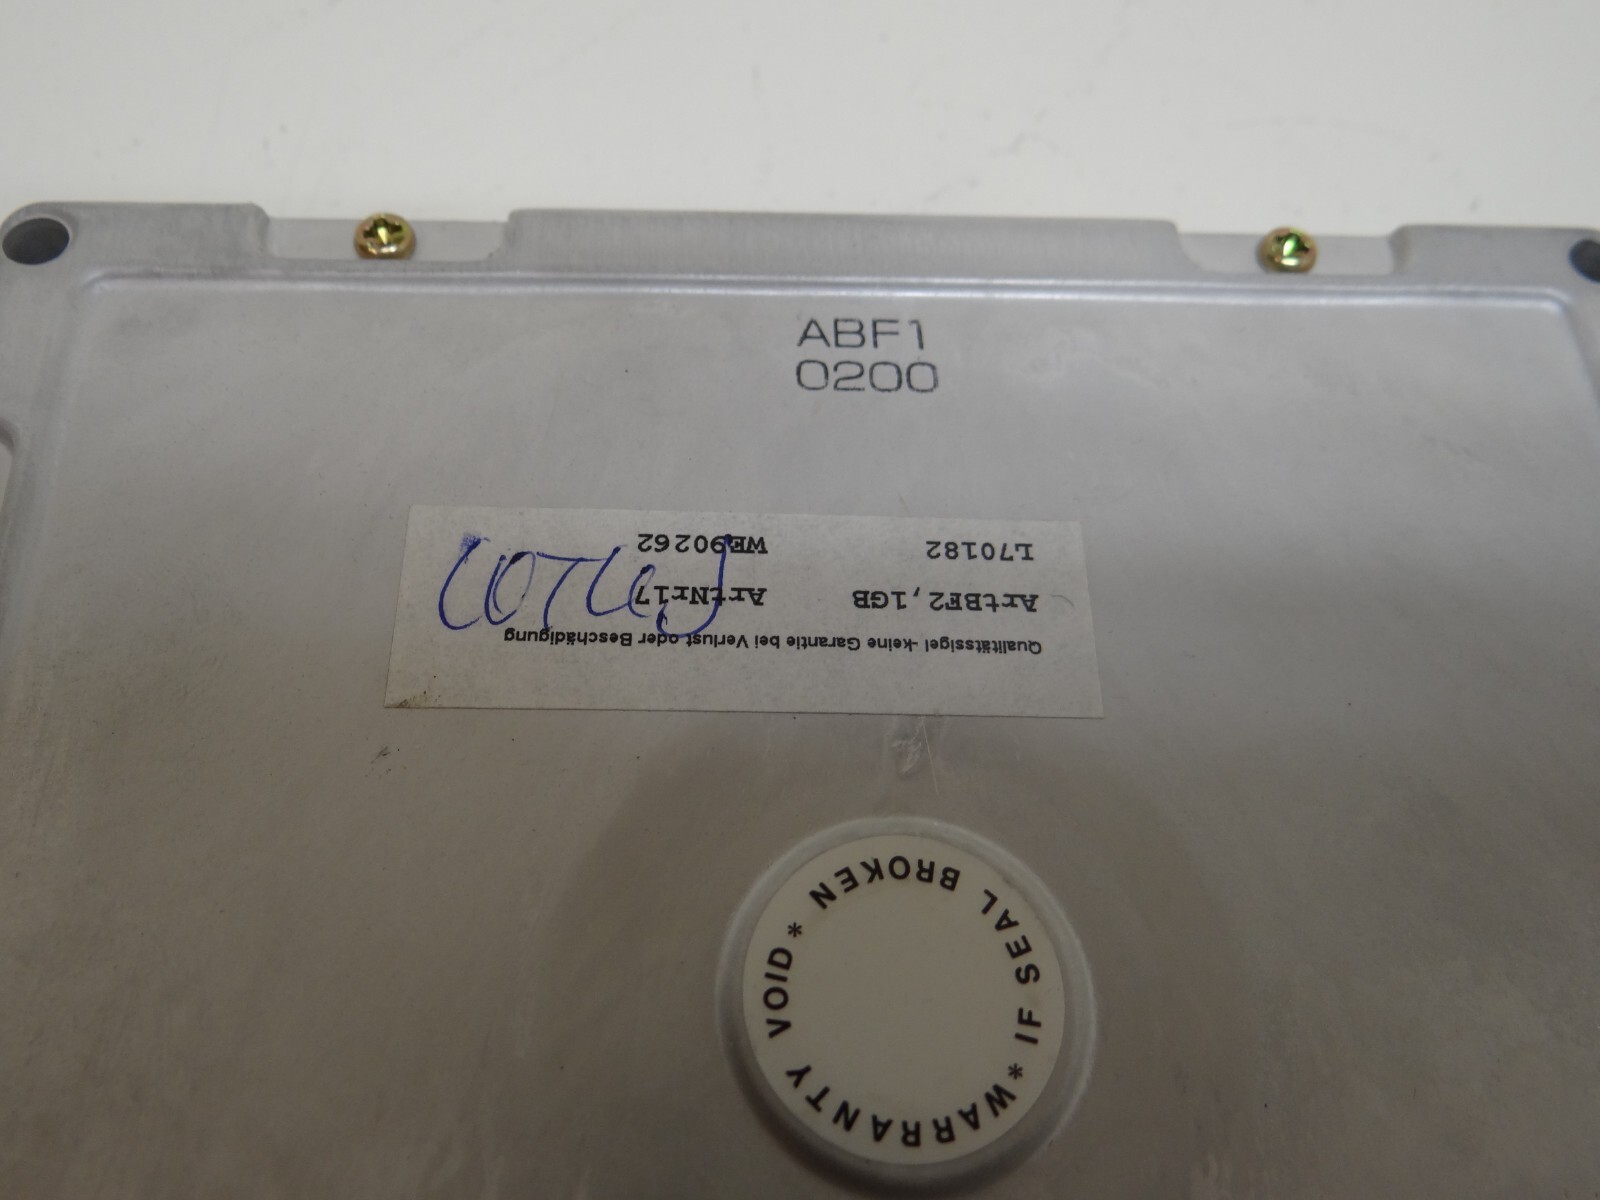 ABF1
0200
Qualitätssigel -keine Garantie bei Verlust oder Beschädigung
ArtBF2,1GB ArtNr17
L70182 WE90262
*WARRANTY VOID* IF SEAL BROKEN